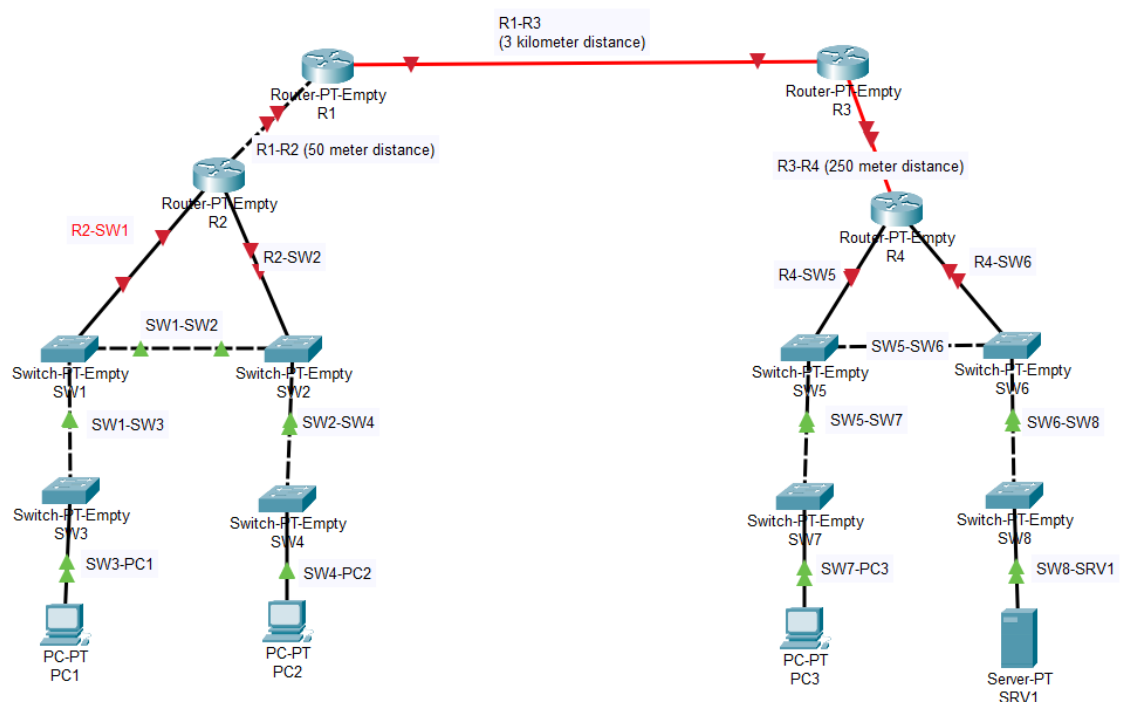 R1-R3
(3 kilometer distance)
Router-PT-Empty
R1
Router-PT-Empty
R3
R1-R2 (50 meter distance)
R3-R4 (250 meter distance)
Router-PT-Empty
R2
Router-PT-Empty
R4
R2-SW1
R2-SW2
R4-SW5
R4-SW6
SW1-SW2
SW5-SW6
Switch-PT-Empty
SW1
Switch-PT-Empty
SW2
Switch-PT-Empty
SW5
Switch-PT-Empty
SW6
SW1-SW3
SW2-SW4
SW5-SW7
SW6-SW8
Switch-PT-Empty
SW3
Switch-PT-Empty
SW4
Switch-PT-Empty
SW7
Switch-PT-Empty
SW8
SW3-PC1
SW4-PC2
SW7-PC3
SW8-SRV1
PC-PT
PC1
PC-PT
PC2
PC-PT
PC3
Server-PT
SRV1